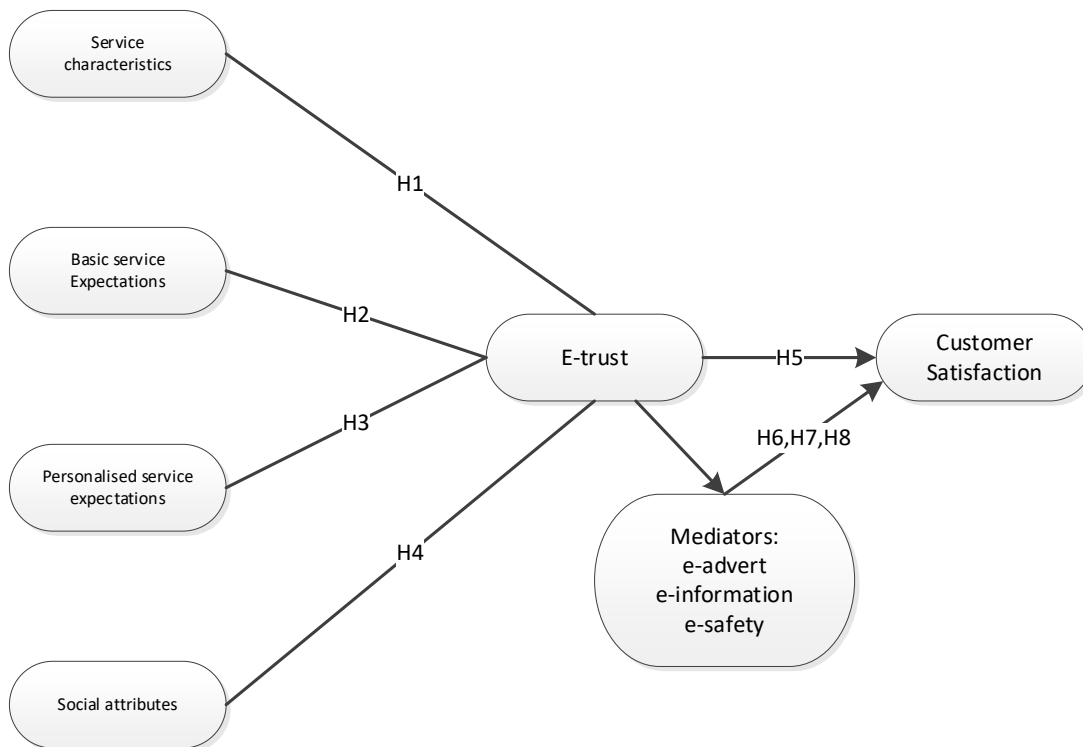 Service
characteristics
H1
Basic service
Expectations
H2
E-trust
H5
Customer
Satisfaction
H3
H6,H7,H8
Personalised service
expectations
H4
Mediators:
e-advert
e-information
e-safety
Social attributes